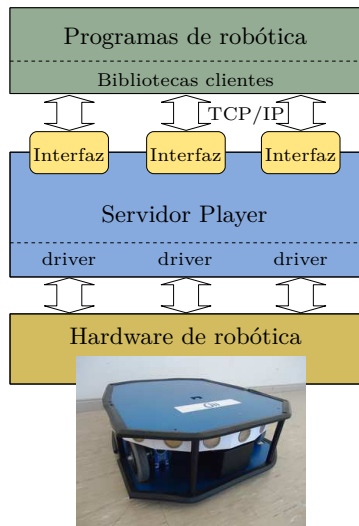 Programas de robótica
Bibliotecas clientes
TCP/IP
Interfaz Interfaz Interfaz
Servidor Player
driver driver driver
Hardware de robótica